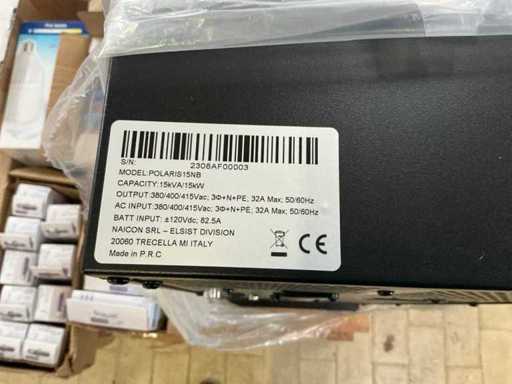 S/N:
2308AF00003
MODEL:POLARIS15NB
CAPACITY:15kVA/15kW
OUTPUT:380/400/415Vac; 3Φ+N+PE; 32A Max; 50/60Hz
AC INPUT: 380/400/415Vac; 3Φ+N+PE; 32A Max; 50/60Hz
BATT INPUT: ±120Vdc; 82.5A
NAICON SRL – ELSIST DIVISION
20060 TRECELLA MI ITALY
Made in P.R.C
CE